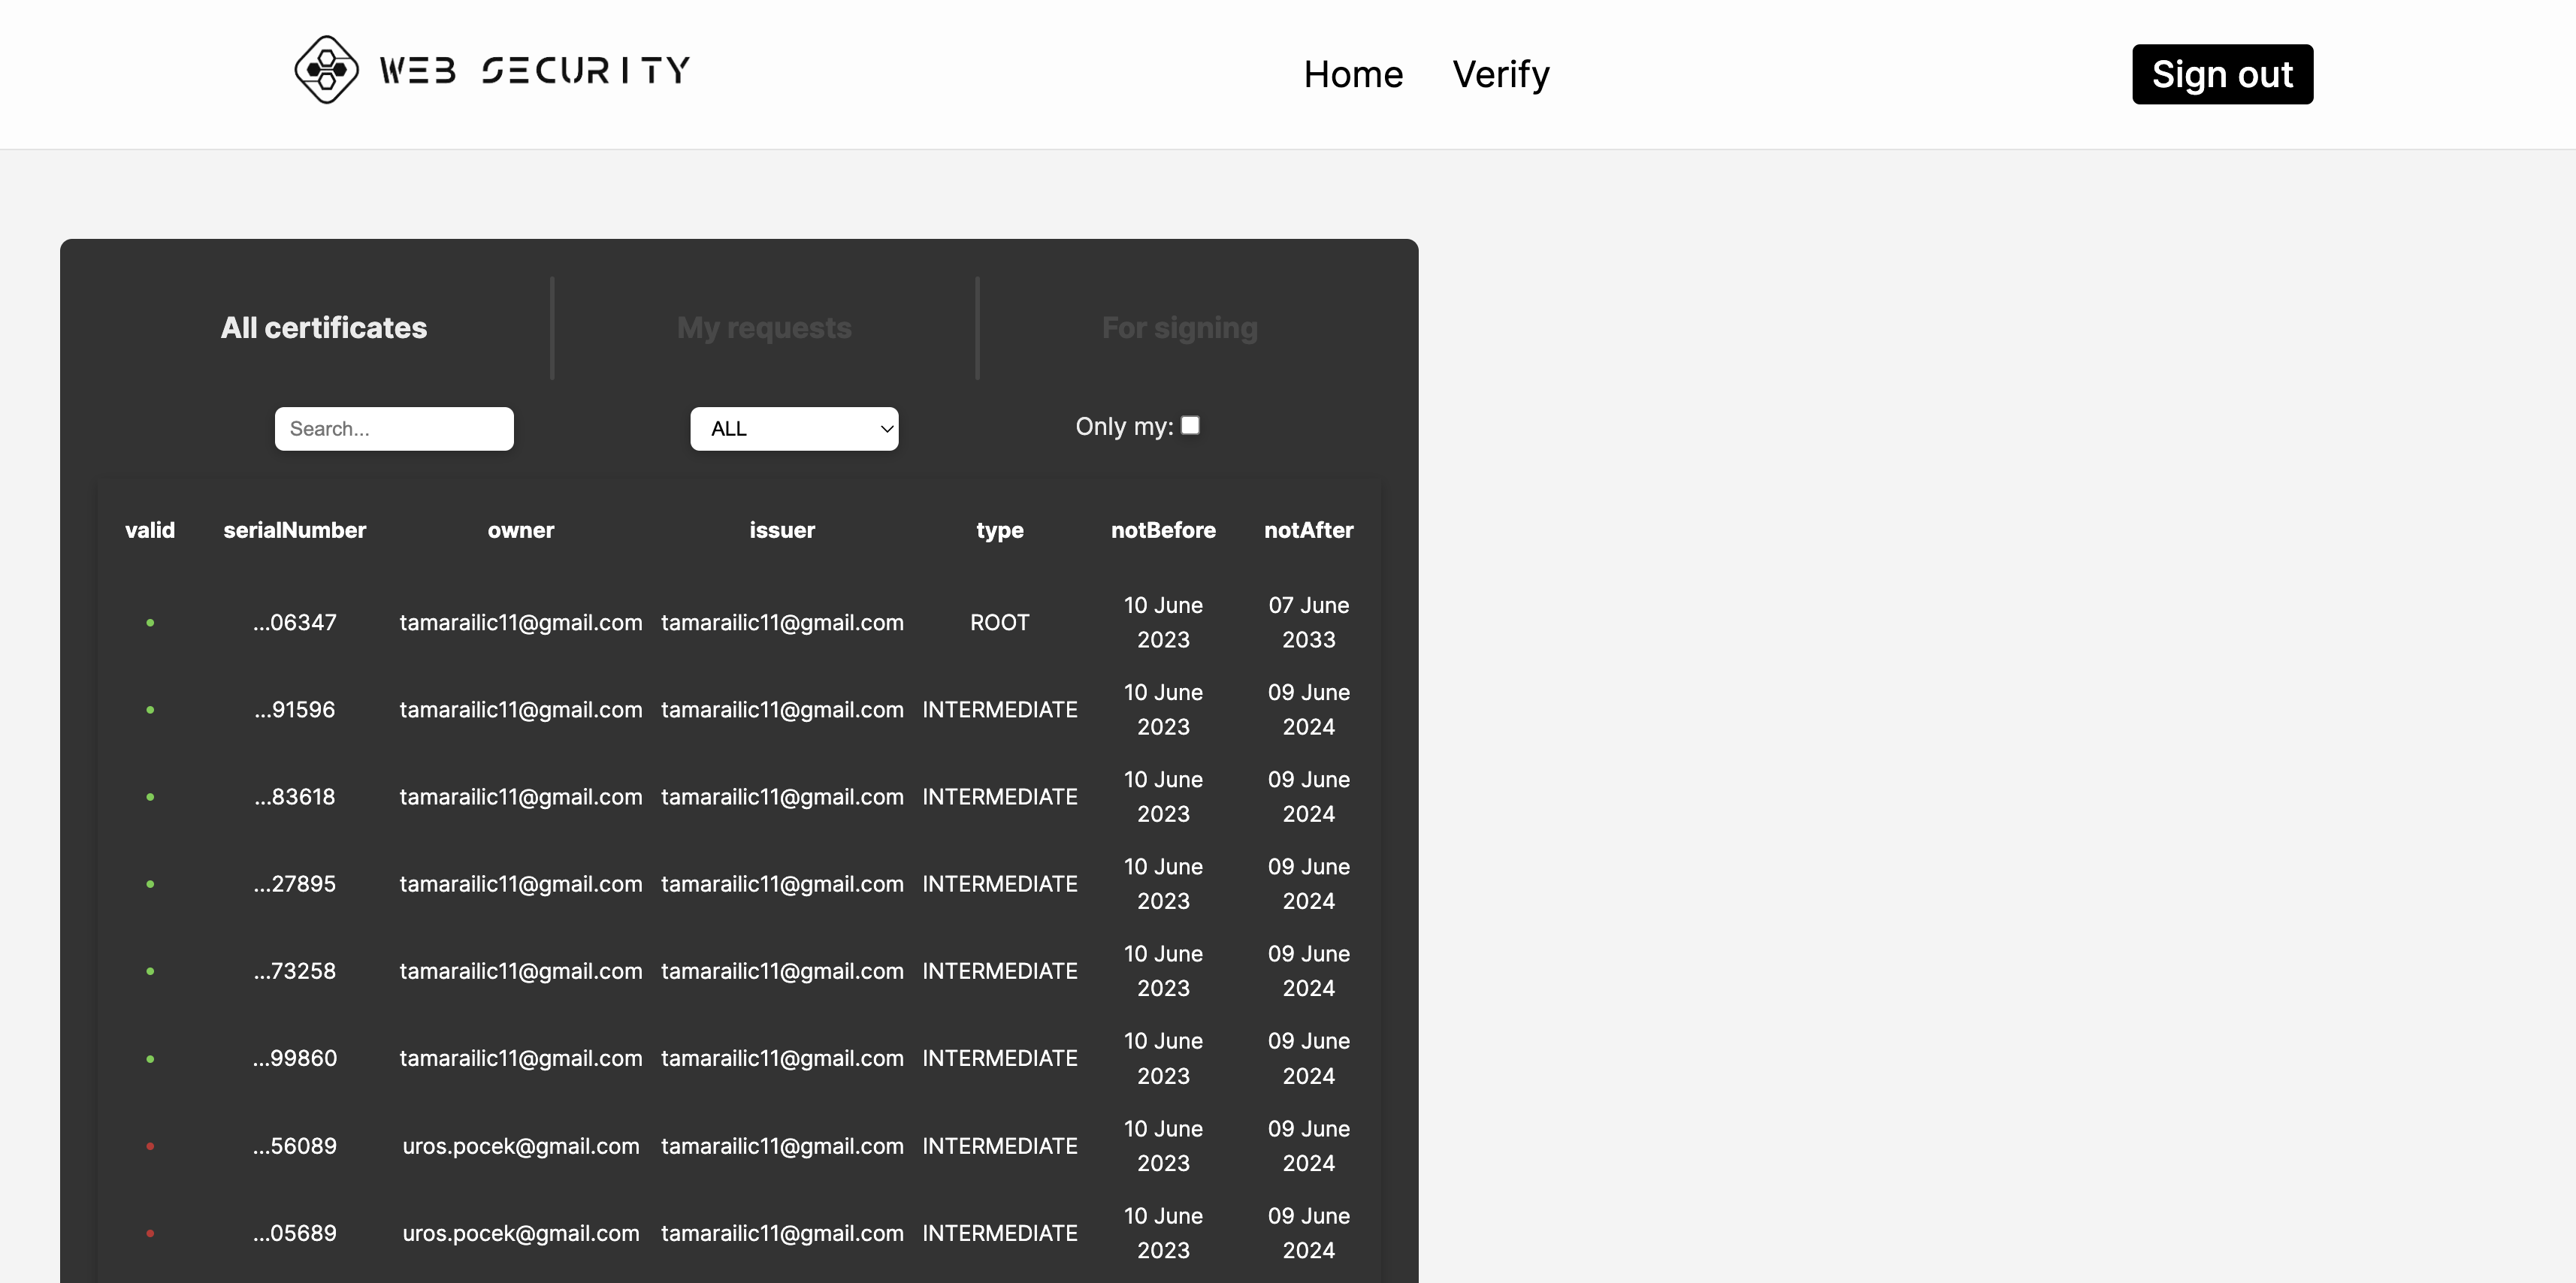 WEB SECURITY
Home Verify
Sign out
All certificates
My requests
For signing
Search...
ALL
Only my:
valid serialNumber owner issuer type notBefore notAfter
...06347 tamarailic11@gmail.com tamarailic11@gmail.com ROOT 10 June 2023 07 June 2033
...91596 tamarailic11@gmail.com tamarailic11@gmail.com INTERMEDIATE 10 June 2023 09 June 2024
...83618 tamarailic11@gmail.com tamarailic11@gmail.com INTERMEDIATE 10 June 2023 09 June 2024
...27895 tamarailic11@gmail.com tamarailic11@gmail.com INTERMEDIATE 10 June 2023 09 June 2024
...73258 tamarailic11@gmail.com tamarailic11@gmail.com INTERMEDIATE 10 June 2023 09 June 2024
...99860 tamarailic11@gmail.com tamarailic11@gmail.com INTERMEDIATE 10 June 2023 09 June 2024
...56089 uros.pocek@gmail.com tamarailic11@gmail.com INTERMEDIATE 10 June 2023 09 June 2024
...05689 uros.pocek@gmail.com tamarailic11@gmail.com INTERMEDIATE 10 June 2023 09 June 2024